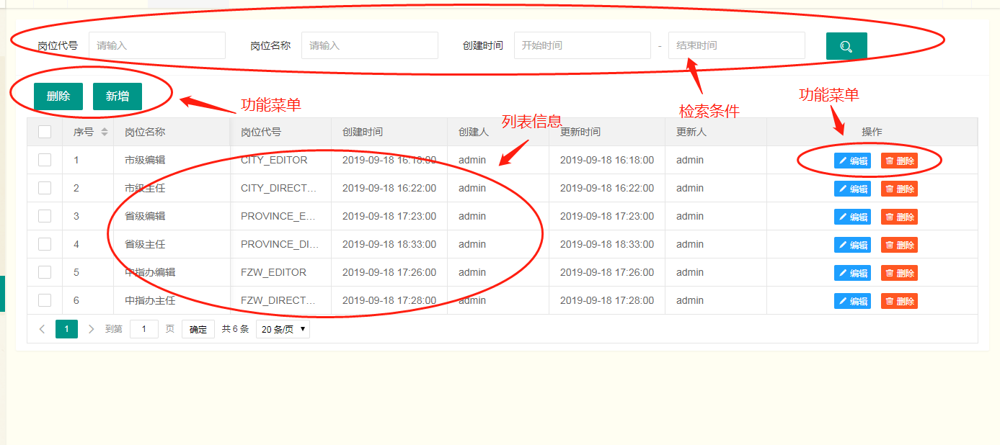 岗位代号 请输入 岗位名称 请输入 创建时间 开始时间 - 结束时间
删除 新增 功能菜单 列表信息 检索条件 功能菜单
序号 岗位名称 岗位代号 创建时间 创建人 更新时间 更新人 操作
1 市级编辑 CITY_EDITOR 2019-09-18 16:18:00 admin 2019-09-18 16:18:00 admin 编辑 删除
2 市级主任 CITY_DIRECT... 2019-09-18 16:22:00 admin 2019-09-18 16:22:00 admin 编辑 删除
3 省级编辑 PROVINCE_E... 2019-09-18 17:23:00 admin 2019-09-18 17:23:00 admin 编辑 删除
4 省级主任 PROVINCE_DI... 2019-09-18 18:33:00 admin 2019-09-18 18:33:00 admin 编辑 删除
5 中指办编辑 FZW_EDITOR 2019-09-18 17:26:00 admin 2019-09-18 17:26:00 admin 编辑 删除
6 中指办主任 FZW_DIRECT... 2019-09-18 17:28:00 admin 2019-09-18 17:28:00 admin 编辑 删除
1 到第 1 页 确定 共 6 条 20 条/页